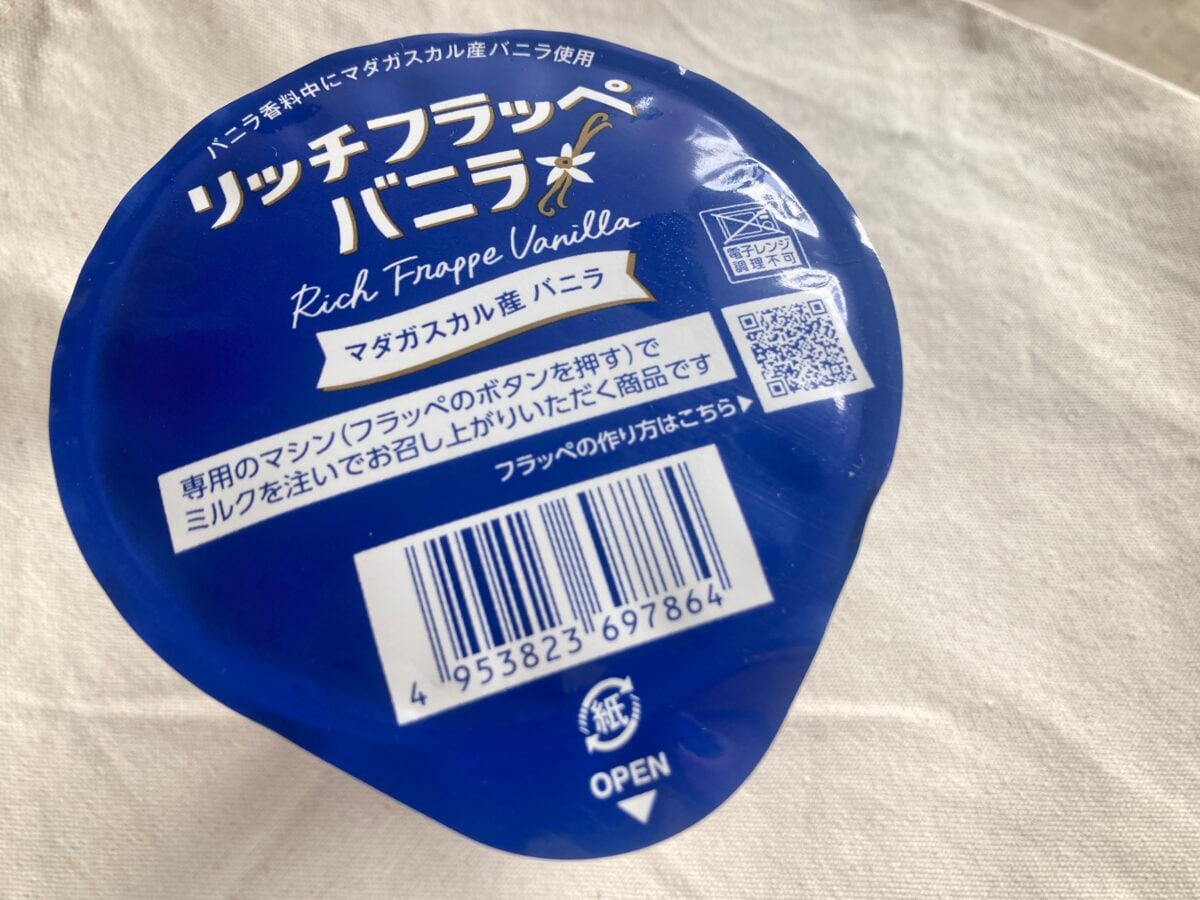 バニラ香料中にマダガスカル産バニラ使用
リッチフラッペ
バニラ
Rich Frappe Vanilla
マダガスカル産 バニラ
電子レンジ
調理不可
専用のマシン(フラッペのボタンを押す)で
ミルクを注いでお召し上がりいただく商品です
フラッペの作り方はこちら▶
4 953823 697864
紙
OPEN